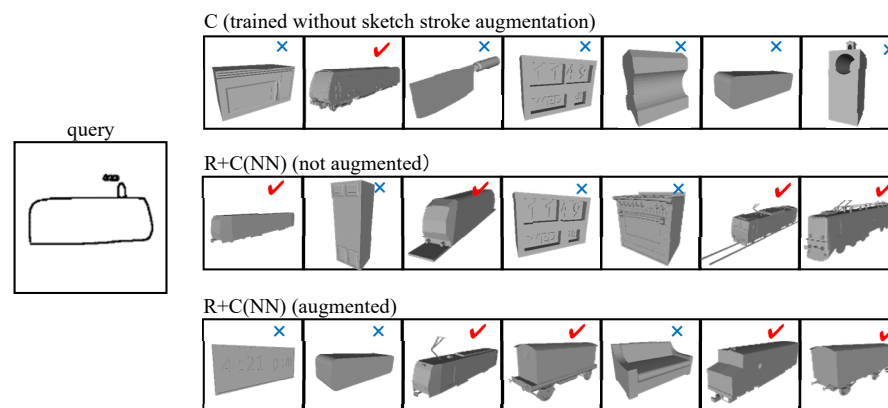 C (trained without sketch stroke augmentation)
query
R+C(NN) (not augmented)
R+C(NN) (augmented)